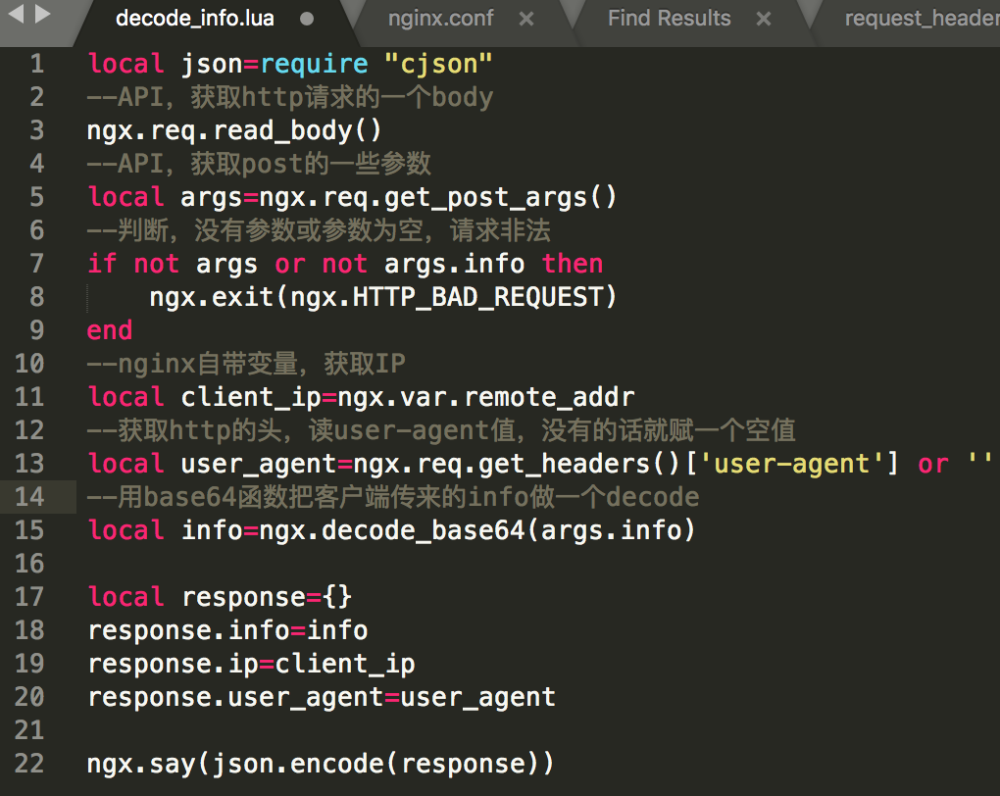 decode_info.lua
nginx.conf
Find Results
request_header
1 local json=require "cjson"
2 --API，获取http请求的一个body
3 ngx.req.read_body()
4 --API，获取post的一些参数
5 local args=ngx.req.get_post_args()
6 --判断，没有参数或参数为空，请求非法
7 if not args or not args.info then
8 ngx.exit(ngx.HTTP_BAD_REQUEST)
9 end
10 --nginx自带变量，获取IP
11 local client_ip=ngx.var.remote_addr
12 --获取http的头，读user-agent值，没有的话就赋一个空值
13 local user_agent=ngx.req.get_headers()['user-agent'] or ''
14 --用base64函数把客户端传来的info做一个decode
15 local info=ngx.decode_base64(args.info)
16
17 local response={}
18 response.info=info
19 response.ip=client_ip
20 response.user_agent=user_agent
21
22 ngx.say(json.encode(response))